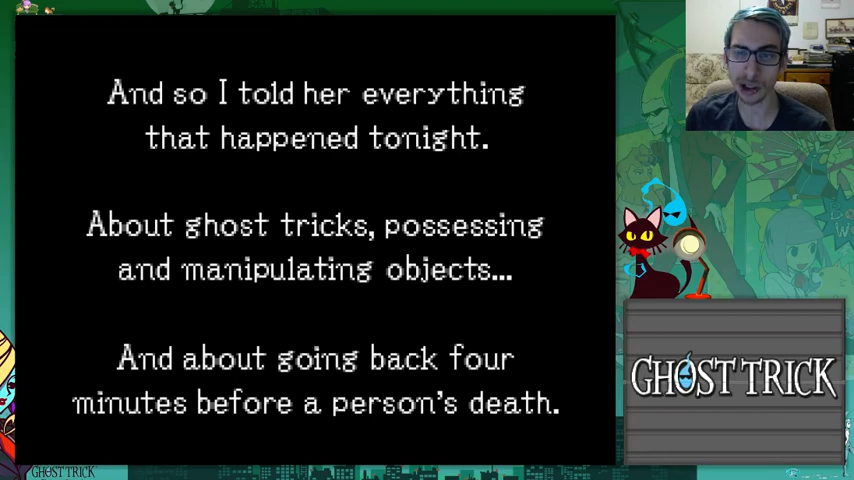 And so I told her everything
that happened tonight.
About ghost tricks, possessing
and manipulating objects...
And about going back four
minutes before a person's death.
GHOST TRICK
GHOST TRICK